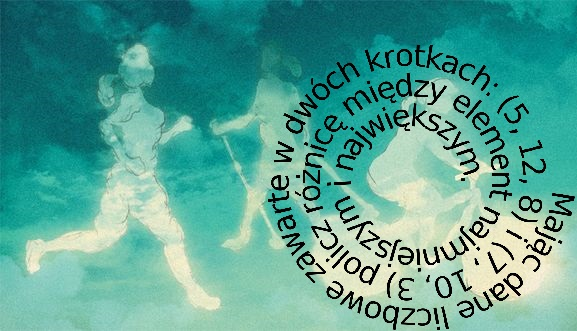 Mając dane liczbowe zawarte w dwóch krotkach: (5, 12, 8) i (7, 10, 3) policz różnicę między element najmniejszym i największym.